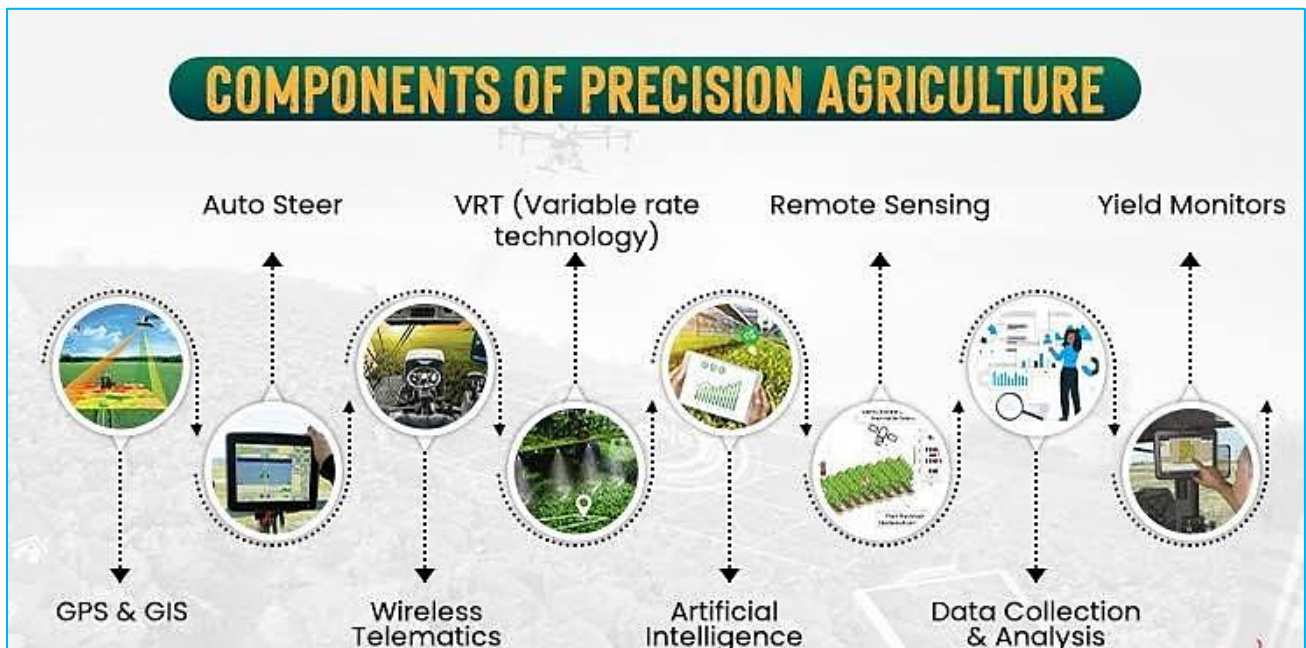 COMPONENTS OF PRECISION AGRICULTURE
Auto Steer
VRT (Variable rate
technology)
Remote Sensing
Yield Monitors
GPS & GIS
Wireless
Telematics
Artificial
Intelligence
Data Collection
& Analysis